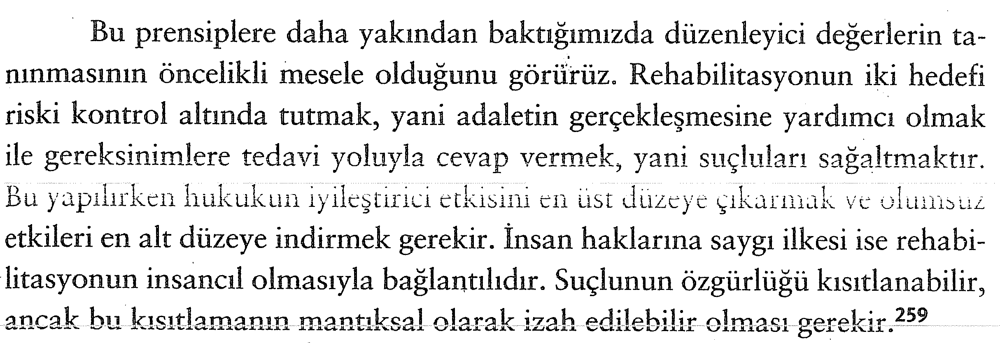 Bu prensiplere daha yakından baktığımızda düzenleyici değerlerin ta-
nınmasının öncelikli mesele olduğunu görürüz. Rehabilitasyonun iki hedefi
riski kontrol altında tutmak, yani adaletin gerçekleşmesine yardımcı olmak
ile gereksinimlere tedavi yoluyla cevap vermek, yani suçluları sağaltmaktır.
Bu yapılırken hukukun iyileştirici etkisini en üst düzeye çıkarmak ve olumsuz
etkileri en alt düzeye indirmek gerekir. İnsan haklarına saygı ilkesi ise rehabi-
litasyonun insancıl olmasıyla bağlantılıdır. Suçlunun özgürlüğü kısıtlanabilir,
ancak bu kısıtlamanın mantıksal olarak izah edilebilir olması gerekir.259